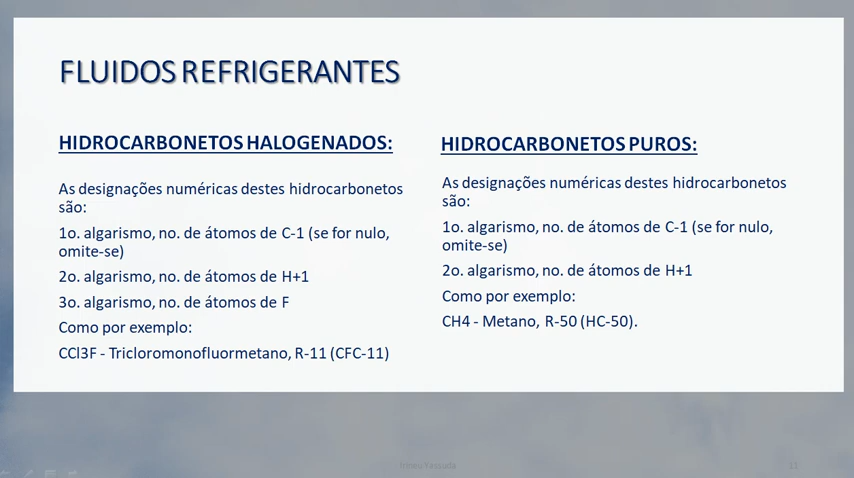 FLUIDOS REFRIGERANTES
HIDROCARBONETOS HALOGENADOS:
As designações numéricas destes hidrocarbonetos
são:
1o. algarismo, no. de átomos de C-1 (se for nulo,
omite-se)
2o. algarismo, no. de átomos de H+1
3o. algarismo, no. de átomos de F
Como por exemplo:
CCl3F - Tricloromonofluormetano, R-11 (CFC-11)
HIDROCARBONETOS PUROS:
As designações numéricas destes hidrocarbonetos
são:
1o. algarismo, no. de átomos de C-1 (se for nulo,
omite-se)
2o. algarismo, no. de átomos de H+1
Como por exemplo:
CH4 - Metano, R-50 (HC-50).